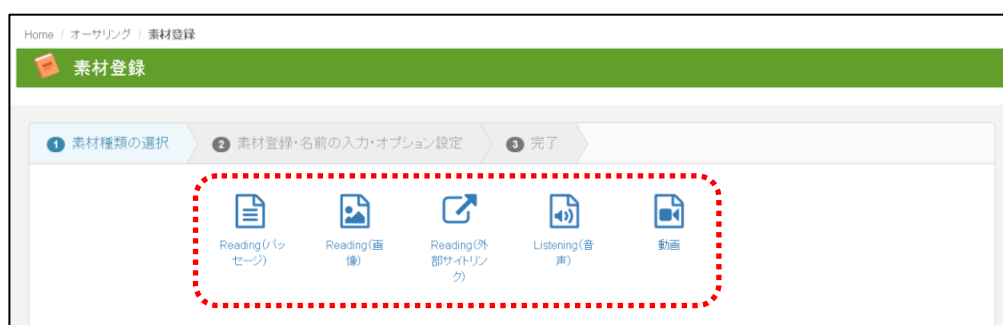 Home / オーサリング / 素材登録
素材登録
1 素材種類の選択 2 素材登録・名前の入力・オプション設定 3 完了
Reading(パッ
セージ)
Reading(画
像)
Reading(外
部サイトリン
ク)
Listening(音
声)
動画